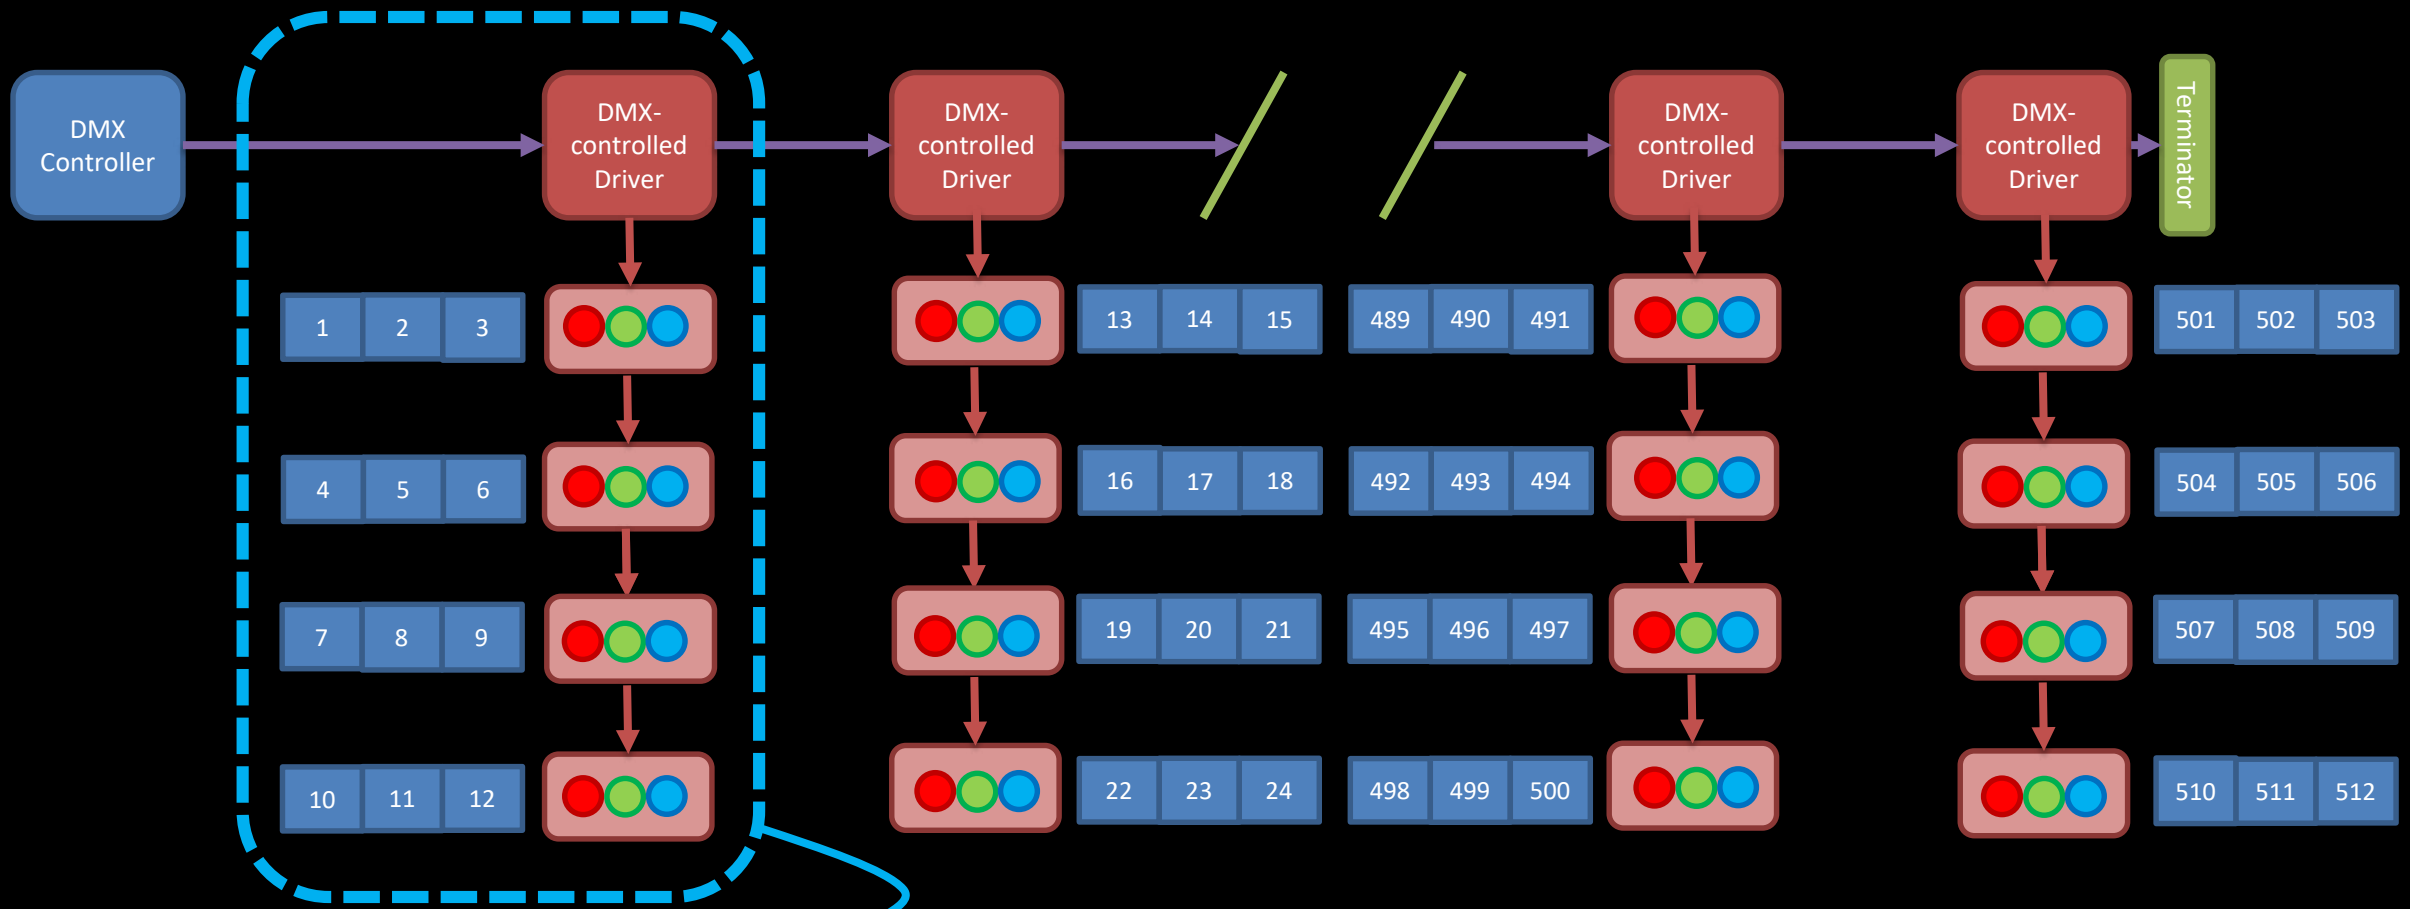 DMX
Controller
DMX-
controlled
Driver
DMX-
controlled
Driver
DMX-
controlled
Driver
DMX-
controlled
Driver
Terminator
1 2 3
13 14 15
489 490 491
501 502 503
4 5 6
16 17 18
492 493 494
504 505 506
7 8 9
19 20 21
495 496 497
507 508 509
10 11 12
22 23 24
498 499 500
510 511 512